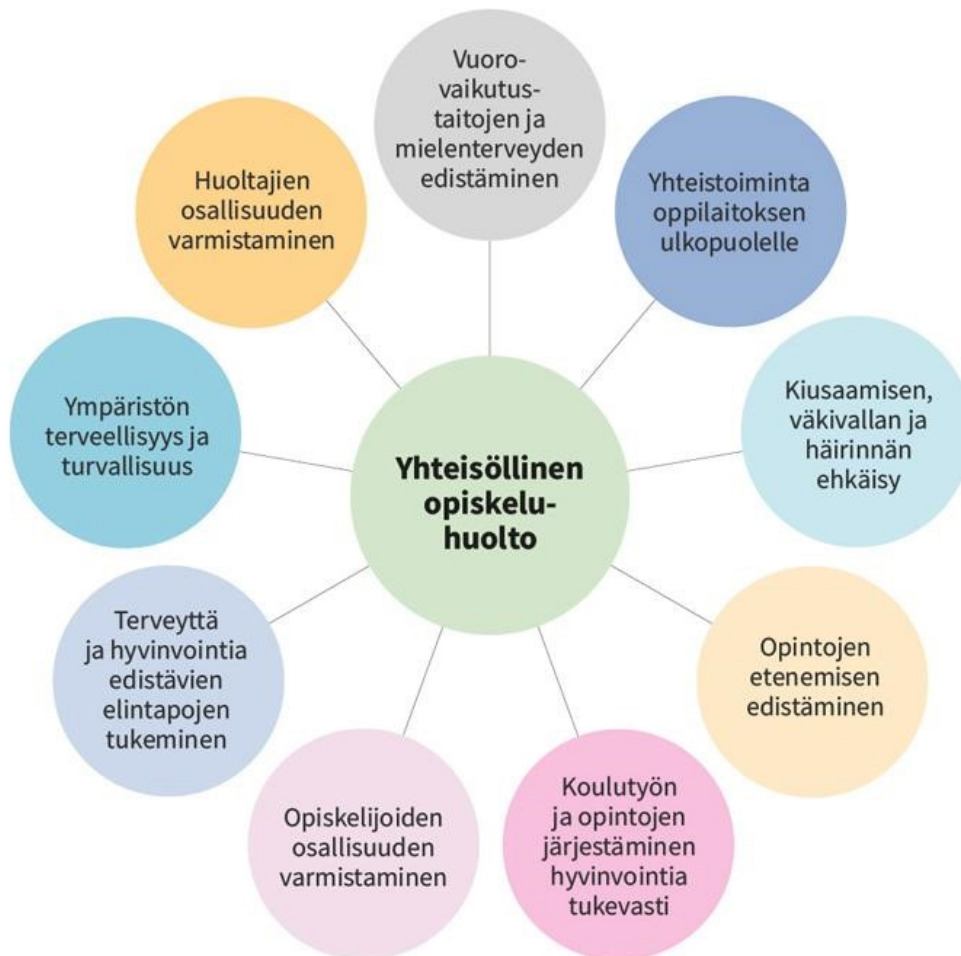 Vuoro-
vaikutus-
taitojen ja
mielenterveyden
edistäminen
Yhteistoiminta
oppilaitoksen
ulkopuolelle
Kiusaamisen,
väkivallan ja
häirinnän
ehkäisy
Opintojen
etenemisen
edistäminen
Koulutyön
ja opintojen
järjestäminen
hyvinvointia
tukevasti
Opiskelijoiden
osallisuuden
varmistaminen
Terveyttä
ja hyvinvointia
edistävien
elintapojen
tukeminen
Ympäristön
terveellisyys ja
turvallisuus
Huoltajien
osallisuuden
varmistaminen
Yhteisöllinen
opiskelu-
huolto